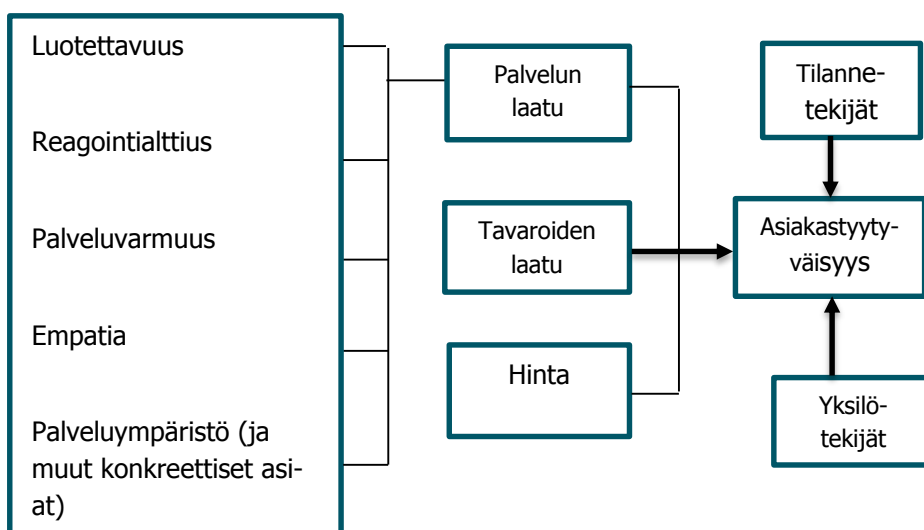 Luotettavuus
Reagointialttius
Palveluvarmuus
Empatia
Palveluympäristö (ja
muut konkreettiset asi-
at)
Palvelun
laatu
Tavaroiden
laatu
Hinta
Tilanne-
tekijät
Asiakastyyty-
väisyys
Yksilö-
tekijät